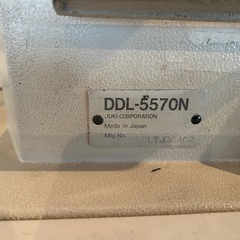 DDL-5570N
JUKI CORPORATION
Made in Japan
Mfg No.